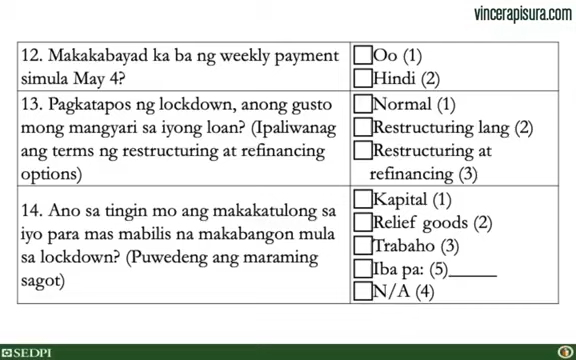 vincerapisura.com
12. Makakabayad ka ba ng weekly payment
simula May 4?
Oo (1)
Hindi (2)
13. Pagkatapos ng lockdown, anong gusto
mong mangyari sa iyong loan? (Ipaliwanag
ang terms ng restructuring at refinancing
options)
Normal (1)
Restructuring lang (2)
Restructuring at
refinancing (3)
14. Ano sa tingin mo ang makakatulong sa
iyo para mas mabilis na makabangon mula
sa lockdown? (Puwedeng ang maraming
sagot)
Kapital (1)
Relief goods (2)
Trabaho (3)
Iba pa: (5)______
N/A (4)
SEDPI